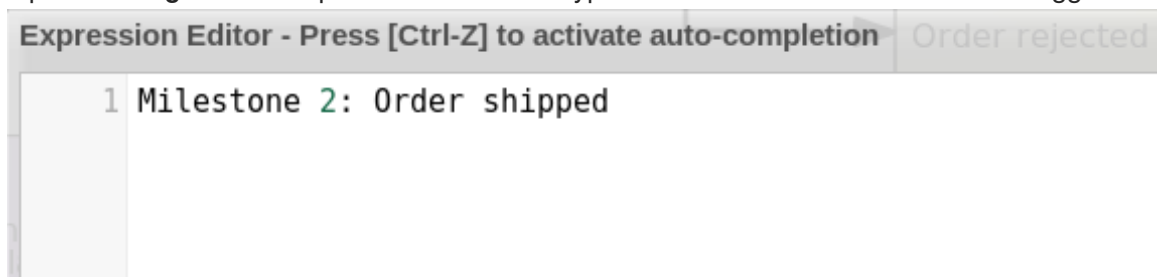 Expression Editor - Press [Ctrl-Z] to activate auto-completion Order rejected
1 Milestone 2: Order shipped